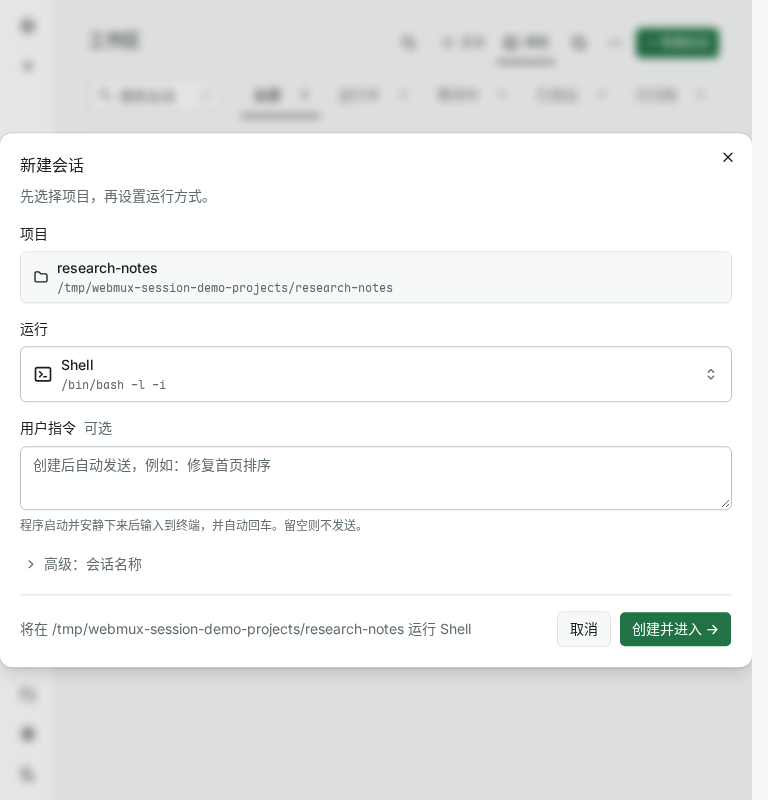 工作区
新建会话
先选择项目，再设置运行方式。
项目
research-notes
/tmp/webmux-session-demo-projects/research-notes
运行
Shell
/bin/bash -l -i
用户指令 可选
创建后自动发送，例如：修复首页排序
程序启动并安静下来后输入到终端，并自动回车。留空则不发送。
高级：会话名称
将在 /tmp/webmux-session-demo-projects/research-notes 运行 Shell
取消
创建并进入 →